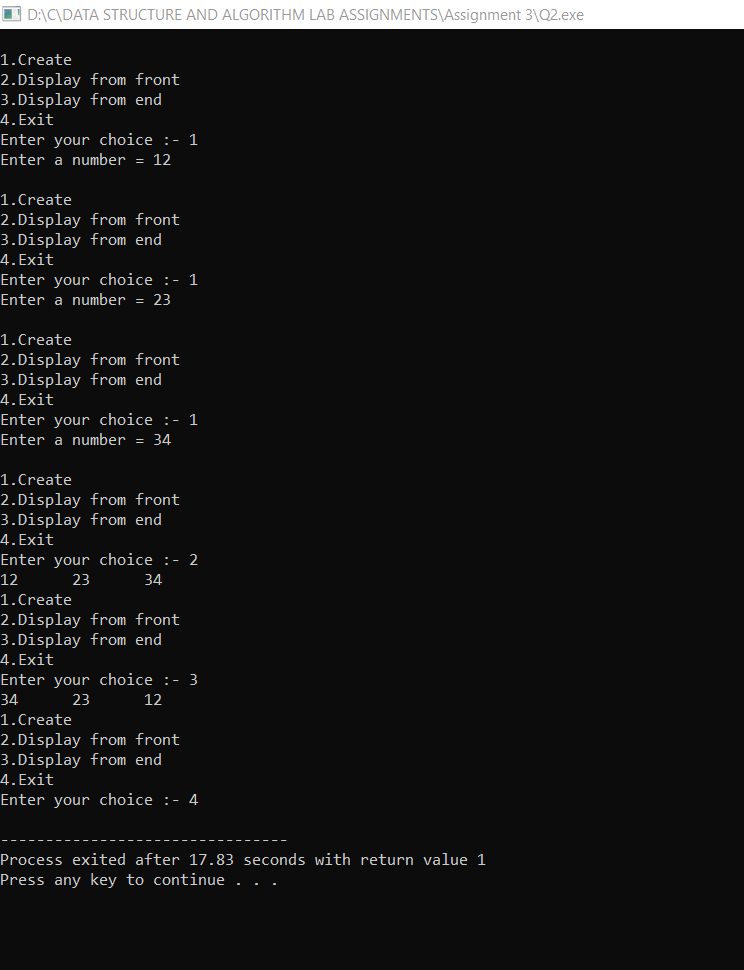 D:\C\DATA STRUCTURE AND ALGORITHM LAB ASSIGNMENTS\Assignment 3\Q2.exe
1.Create
2.Display from front
3.Display from end
4.Exit
Enter your choice :- 1
Enter a number = 12
1.Create
2.Display from front
3.Display from end
4.Exit
Enter your choice :- 1
Enter a number = 23
1.Create
2.Display from front
3.Display from end
4.Exit
Enter your choice :- 1
Enter a number = 34
1.Create
2.Display from front
3.Display from end
4.Exit
Enter your choice :- 2
12      23      34
1.Create
2.Display from front
3.Display from end
4.Exit
Enter your choice :- 3
34      23      12
1.Create
2.Display from front
3.Display from end
4.Exit
Enter your choice :- 4
--------------------------------
Process exited after 17.83 seconds with return value 1
Press any key to continue . . .